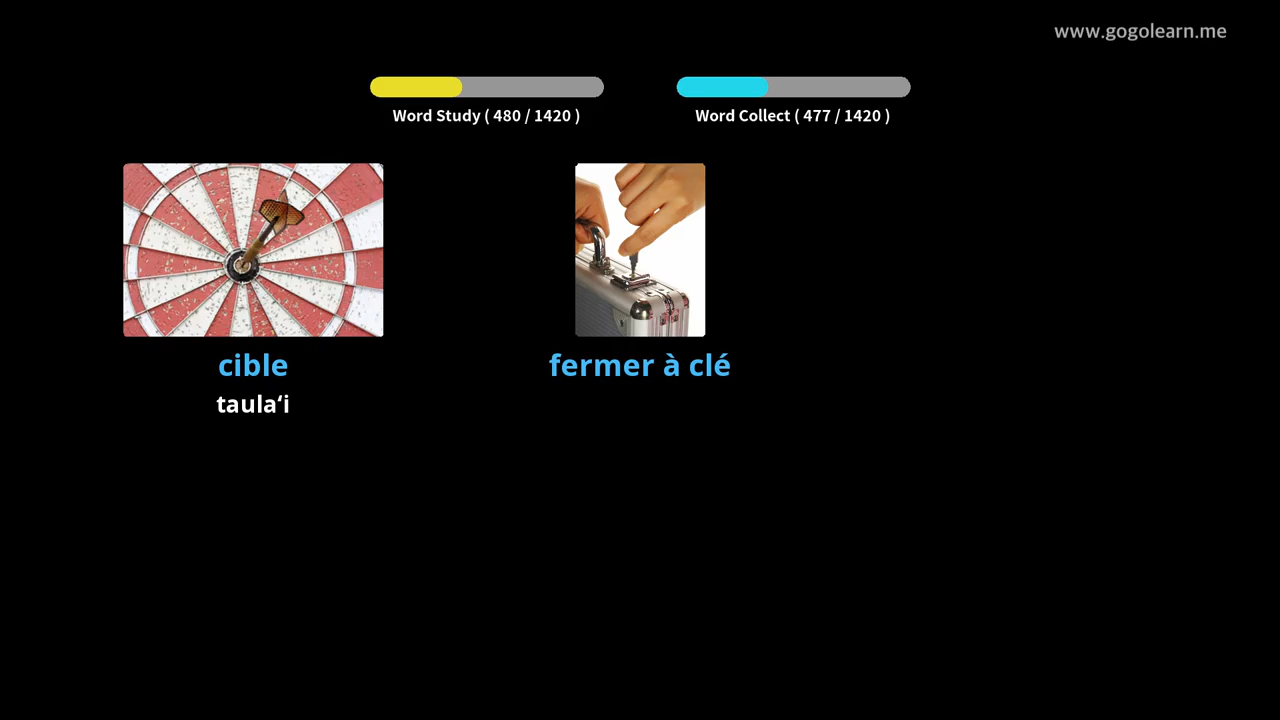 www.gogolearn.me
Word Study ( 480 / 1420 )
Word Collect ( 477 / 1420 )
cible
taula‘i
fermer à clé